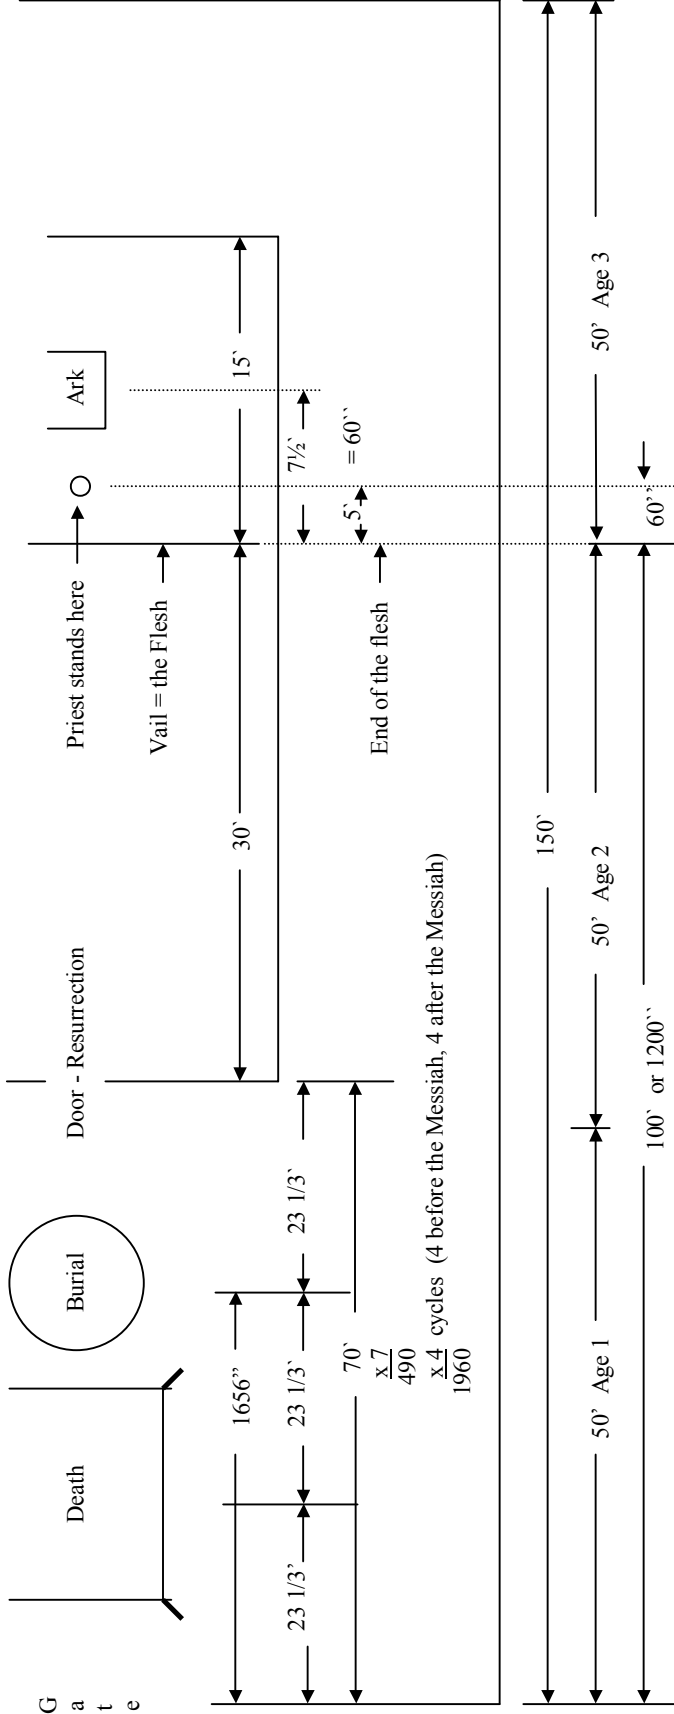 G
a
t
e
Death
Burial
Door - Resurrection
Priest stands here
Ark
Vail = the Flesh
1656”
30`
15`
23 1/3’
23 1/3`
23 1/3`
7½`
70`
x 7
490
x 4 cycles (4 before the Messiah, 4 after the Messiah)
1960
5` = 60``
End of the flesh
150`
50’ Age 1
50’ Age 2
50’ Age 3
100` or 1200``
60’’